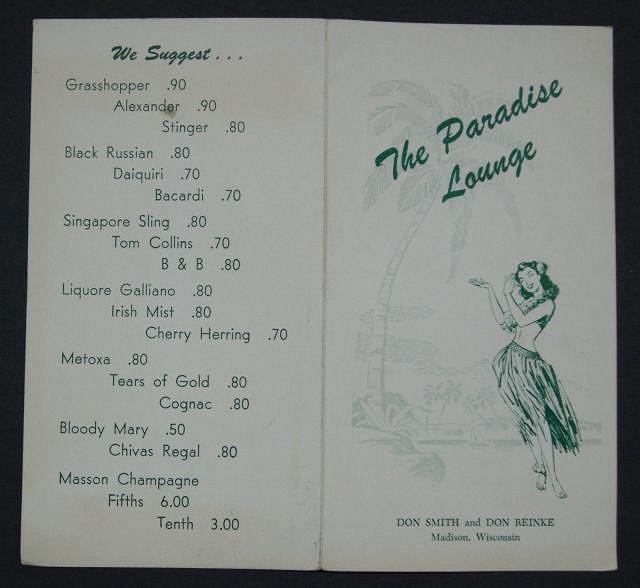 We Suggest...
Grasshopper .90
Alexander .90
Stinger .80
Black Russian .80
Daiquiri .70
Bacardi .70
Singapore Sling .80
Tom Collins .70
B & B .80
Liquore Galliano .80
Irish Mist .80
Cherry Herring .70
Metoxa .80
Tears of Gold .80
Cognac .80
Bloody Mary .50
Chivas Regal .80
Masson Champagne
Fifths 6.00
Tenth 3.00
The Paradise
Lounge
DON SMITH and DON REINKE
Madison, Wisconsin